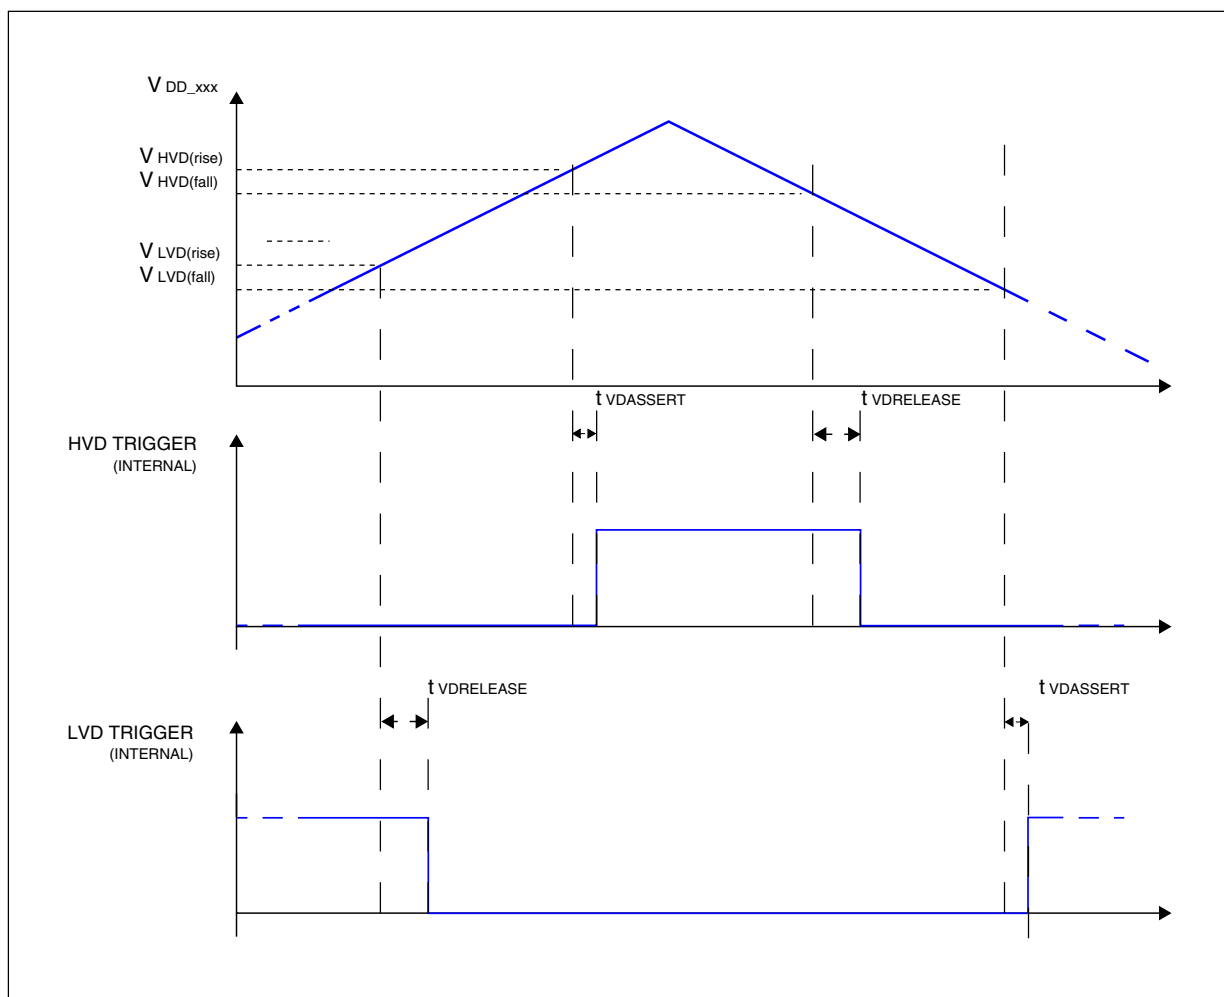 V DD_xxx
V HVD(rise)
V HVD(fall)
V LVD(rise)
V LVD(fall)
t VDASSERT
t VDRELEASE
HVD TRIGGER
(INTERNAL)
t VDRELEASE
t VDASSERT
LVD TRIGGER
(INTERNAL)